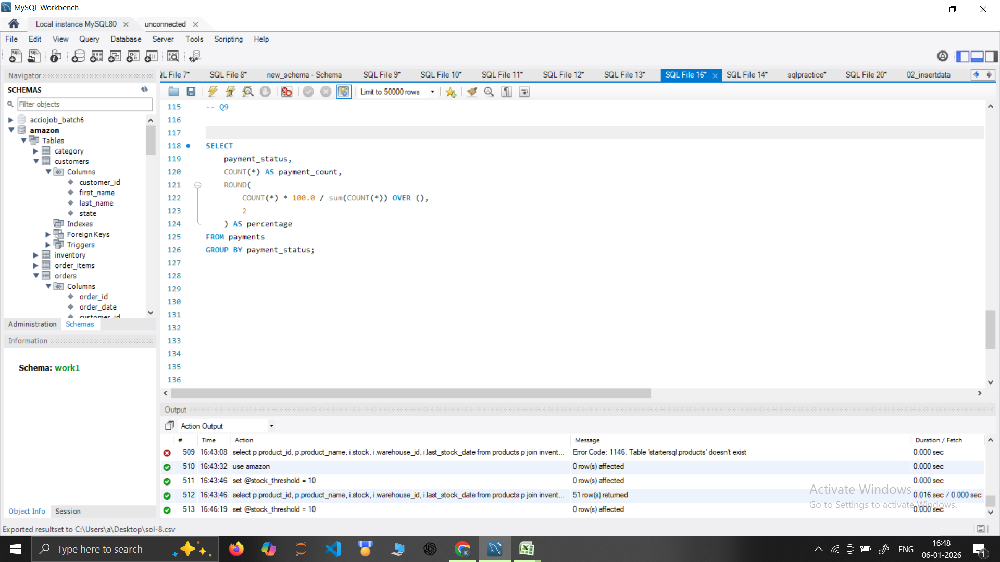 MySQL Workbench
Local instance MySQL80
unconnected
File Edit View Query Database Server Tools Scripting Help
Navigator
SCHEMAS
Filter objects
acciojob_batch6
amazon
Tables
category
customers
Columns
customer_id
first_name
last_name
state
Indexes
Foreign Keys
Triggers
inventory
order_items
orders
Columns
order_id
order_date
customer_id
Administration Schemas
Information
Schema: work1
Object Info Session
QL File 7* SQL File 8* new_schema - Schema SQL File 9* SQL File 10* SQL File 11* SQL File 12* SQL File 13* SQL File 16* SQL File 14* sqlpractice* SQL File 20* 02_insertdata
Limit to 50000 rows
115 -- Q9
116
117
118 SELECT
119 payment_status,
120 COUNT(*) AS payment_count,
121 ROUND(
122 COUNT(*) * 100.0 / sum(COUNT(*)) OVER (),
123 2
124 ) AS percentage
125 FROM payments
126 GROUP BY payment_status;
127
128
129
130
131
132
133
134
135
136
Output
Action Output
# Time Action Message Duration / Fetch
509 16:43:08 select p.product_id, p.product_name, i.stock, i.warehouse_id, i.last_stock_date from products p join invent... Error Code: 1146. Table 'startersql.products' doesn't exist 0.000 sec
510 16:43:32 use amazon 0 row(s) affected 0.000 sec
511 16:43:46 set @stock_threshold = 10 0 row(s) affected 0.000 sec
512 16:43:46 select p.product_id, p.product_name, i.stock, i.warehouse_id, i.last_stock_date from products p join invent... 51 row(s) returned 0.016 sec / 0.000 sec
513 16:46:19 set @stock_threshold = 10 0 row(s) affected 0.000 sec
Activate Windows
Go to Settings to activate Windows.
Exported resultset to C:\Users\a\Desktop\sol-8.csv
Type here to search
ENG
16:48
06-01-2026
1